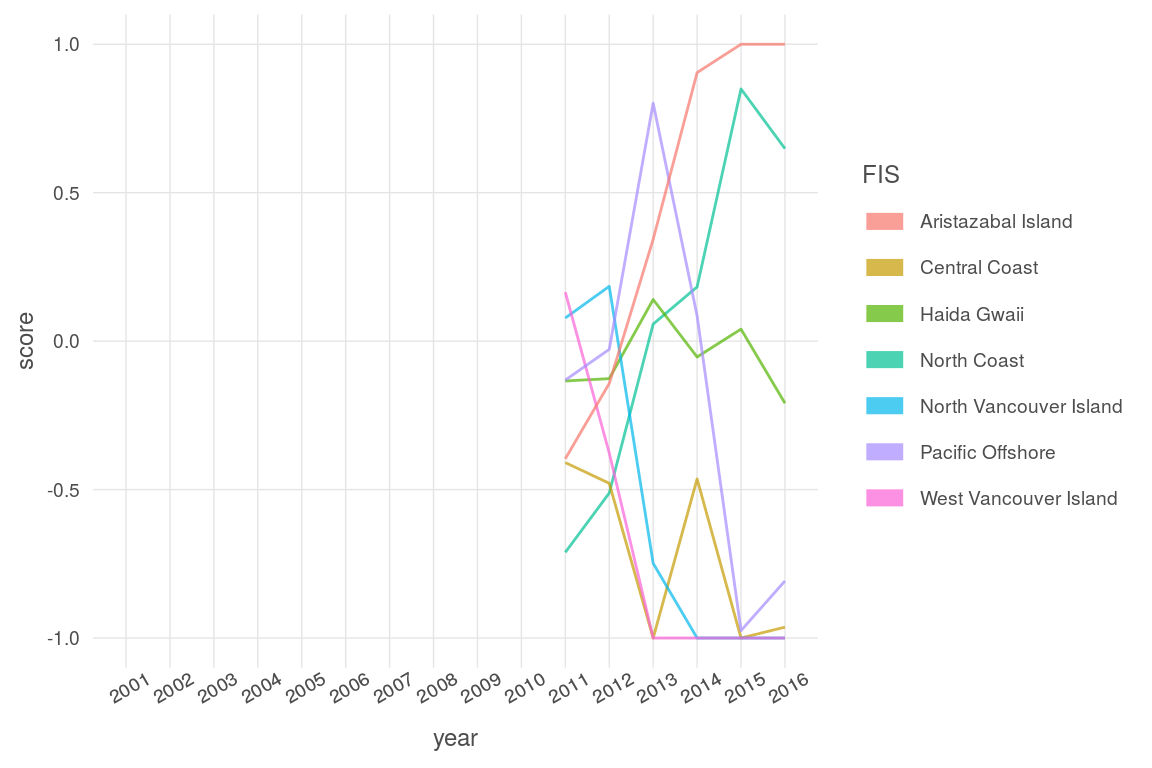 1.0
0.5
0.0
-0.5
-1.0
score
2001 2002 2003 2004 2005 2006 2007 2008 2009 2010 2011 2012 2013 2014 2015 2016
year
FIS
Aristazabal Island
Central Coast
Haida Gwaii
North Coast
North Vancouver Island
Pacific Offshore
West Vancouver Island